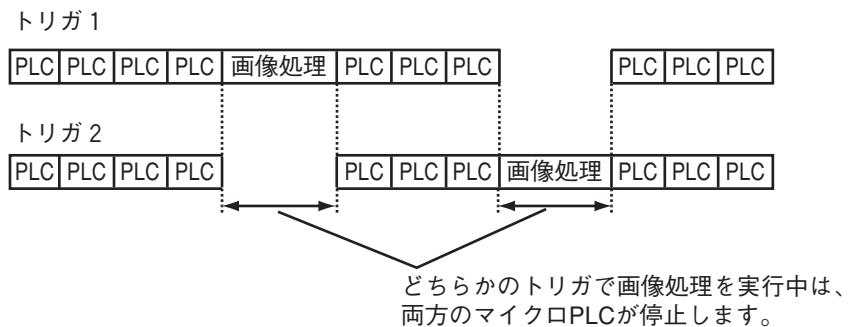 トリガ1
PLC PLC PLC PLC 画像処理 PLC PLC PLC PLC PLC PLC
トリガ2
PLC PLC PLC PLC PLC PLC PLC 画像処理 PLC PLC PLC
どちらかのトリガで画像処理を実行中は、
両方のマイクロPLCが停止します。